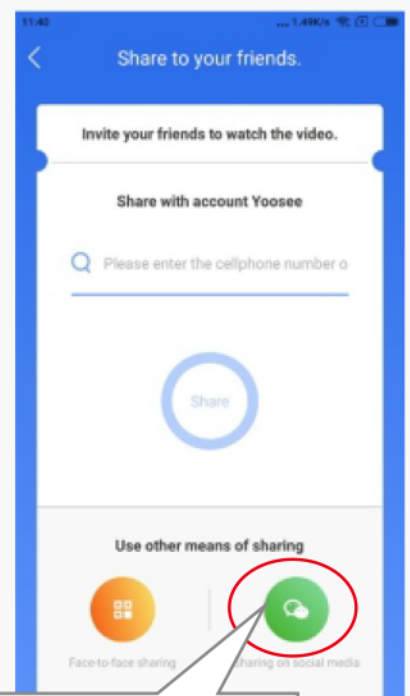 11:40
... 1.49K/s
Share to your friends.
Invite your friends to watch the video.
Share with account Yoosee
Please enter the cellphone number o
Share
Use other means of sharing
Face-to-face sharing
sharing on social media